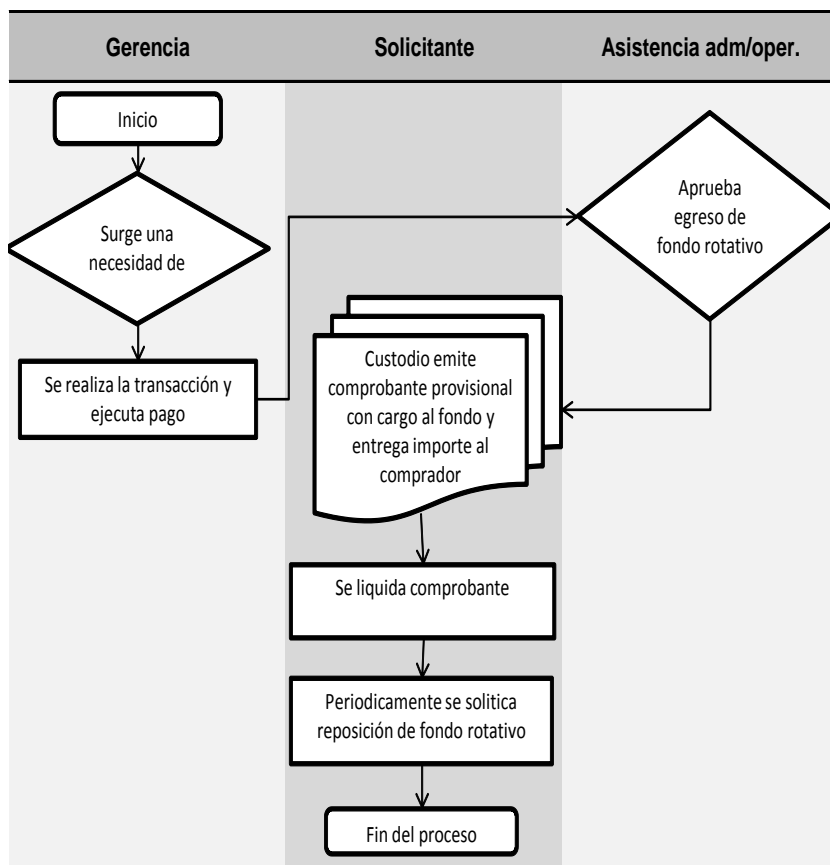 Gerencia
Solicitante
Asistencia adm/oper.
Inicio
Surge una
necesidad de
Se realiza la transacción y
ejecuta pago
Aprueba
egreso de
fondo rotativo
Custodio emite
comprobante provisional
con cargo al fondo y
entrega importe al
comprador
Se liquida comprobante
Periodicamente se solitica
reposición de fondo rotativo
Fin del proceso